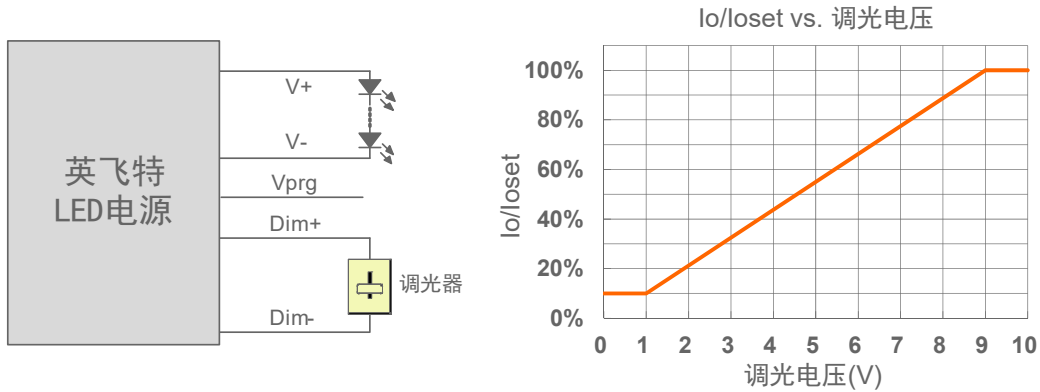 V+
V-
Vprg
Dim+
Dim-
英飞特
LED电源
调光器
Io/Ioset vs. 调光电压
Io/Ioset
100%
80%
60%
40%
20%
0%
0 1 2 3 4 5 6 7 8 9 10
调光电压(V)